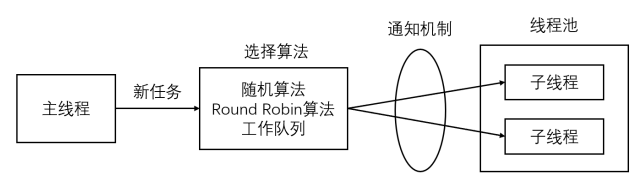 通知机制
线程池
选择算法
主线程
新任务
随机算法
Round Robin算法
工作队列
子线程
子线程